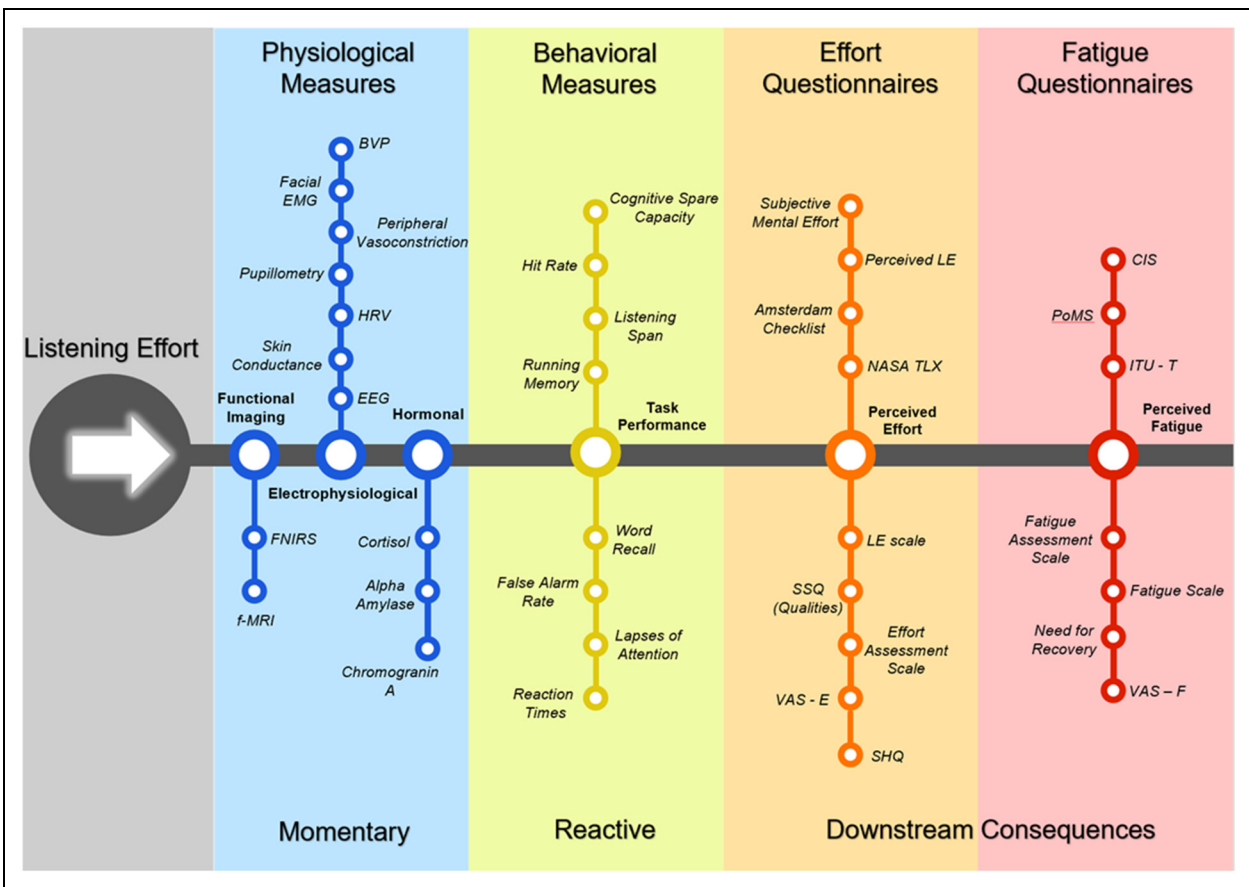 Physiological
Measures
Behavioral
Measures
Effort
Questionnaires
Fatigue
Questionnaires
Listening Effort
BVP
Facial
EMG
Peripheral
Vasoconstriction
Pupillometry
HRV
Skin
Conductance
EEG
Functional
Imaging
Hormonal
Electrophysiological
FNIRS
f-MRI
Cortisol
Alpha
Amylase
Chromogranin
A
Cognitive Spare
Capacity
Hit Rate
Listening
Span
Running
Memory
Task
Performance
Word
Recall
False Alarm
Rate
Lapses of
Attention
Reaction
Times
Subjective
Mental Effort
Perceived LE
Amsterdam
Checklist
NASA TLX
Perceived
Effort
LE scale
SSQ
(Qualities)
Effort
Assessment
Scale
VAS - E
SHQ
CIS
PoMS
ITU - T
Perceived
Fatigue
Fatigue
Assessment
Scale
Fatigue Scale
Need for
Recovery
VAS – F
Momentary
Reactive
Downstream Consequences